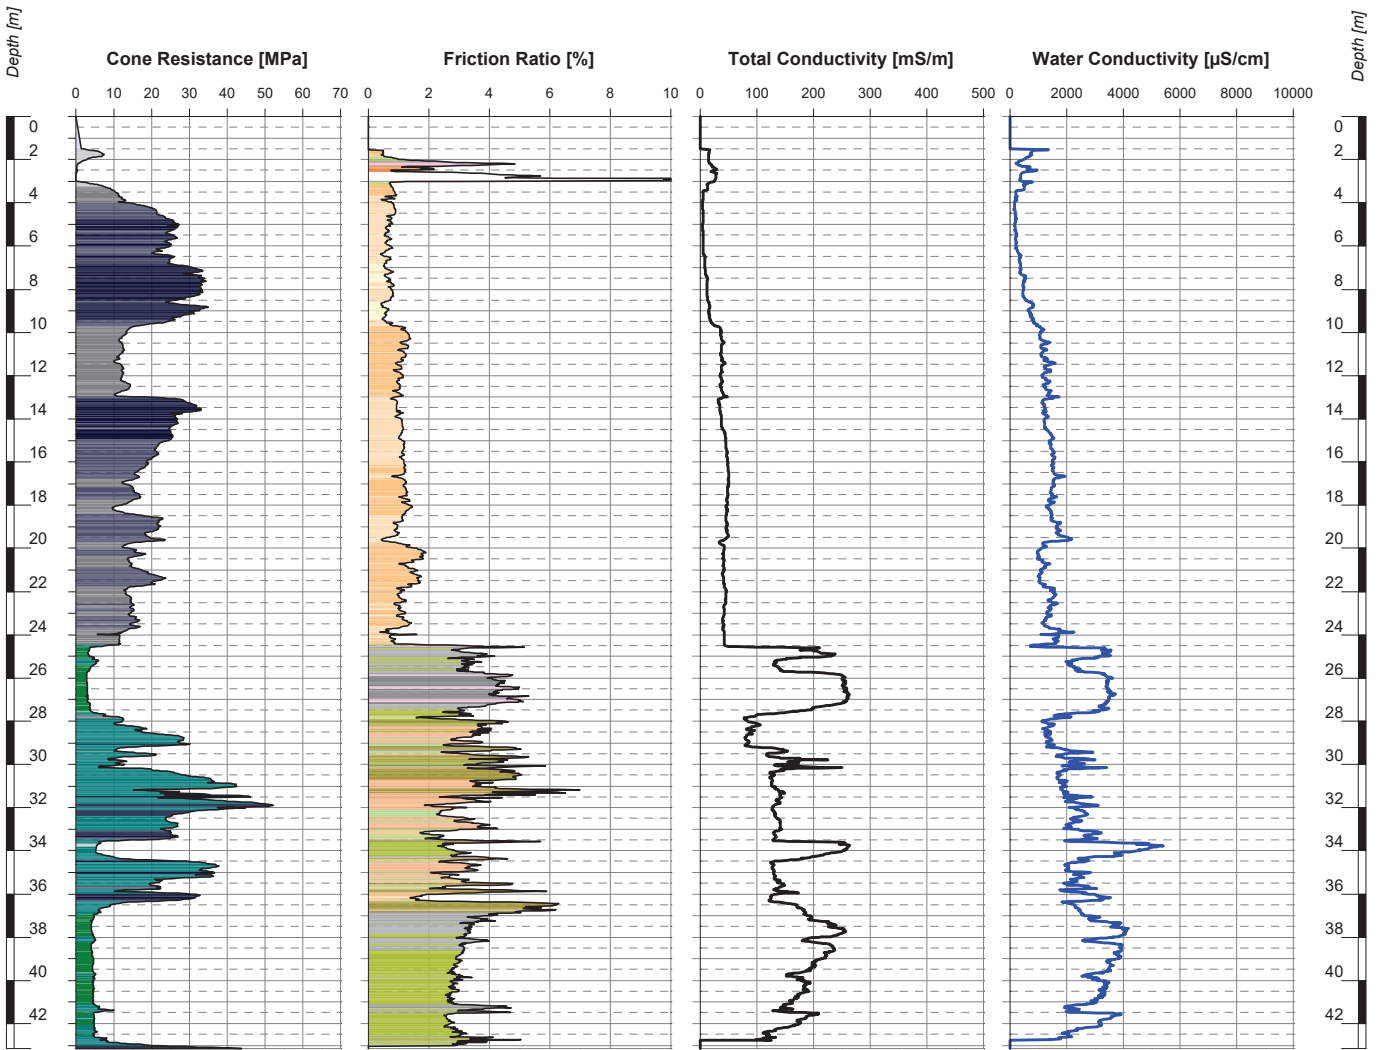 Depth [m]
Depth [m]
Cone Resistance [MPa]
Friction Ratio [%]
Total Conductivity [mS/m]
Water Conductivity [µS/cm]
0 10 20 30 40 50 60 70
0 2 4 6 8 10
0 100 200 300 400 500
0 2000 4000 6000 8000 10000
0 0
2 2
4 4
6 6
8 8
10 10
12 12
14 14
16 16
18 18
20 20
22 22
24 24
26 26
28 28
30 30
32 32
34 34
36 36
38 38
40 40
42 42